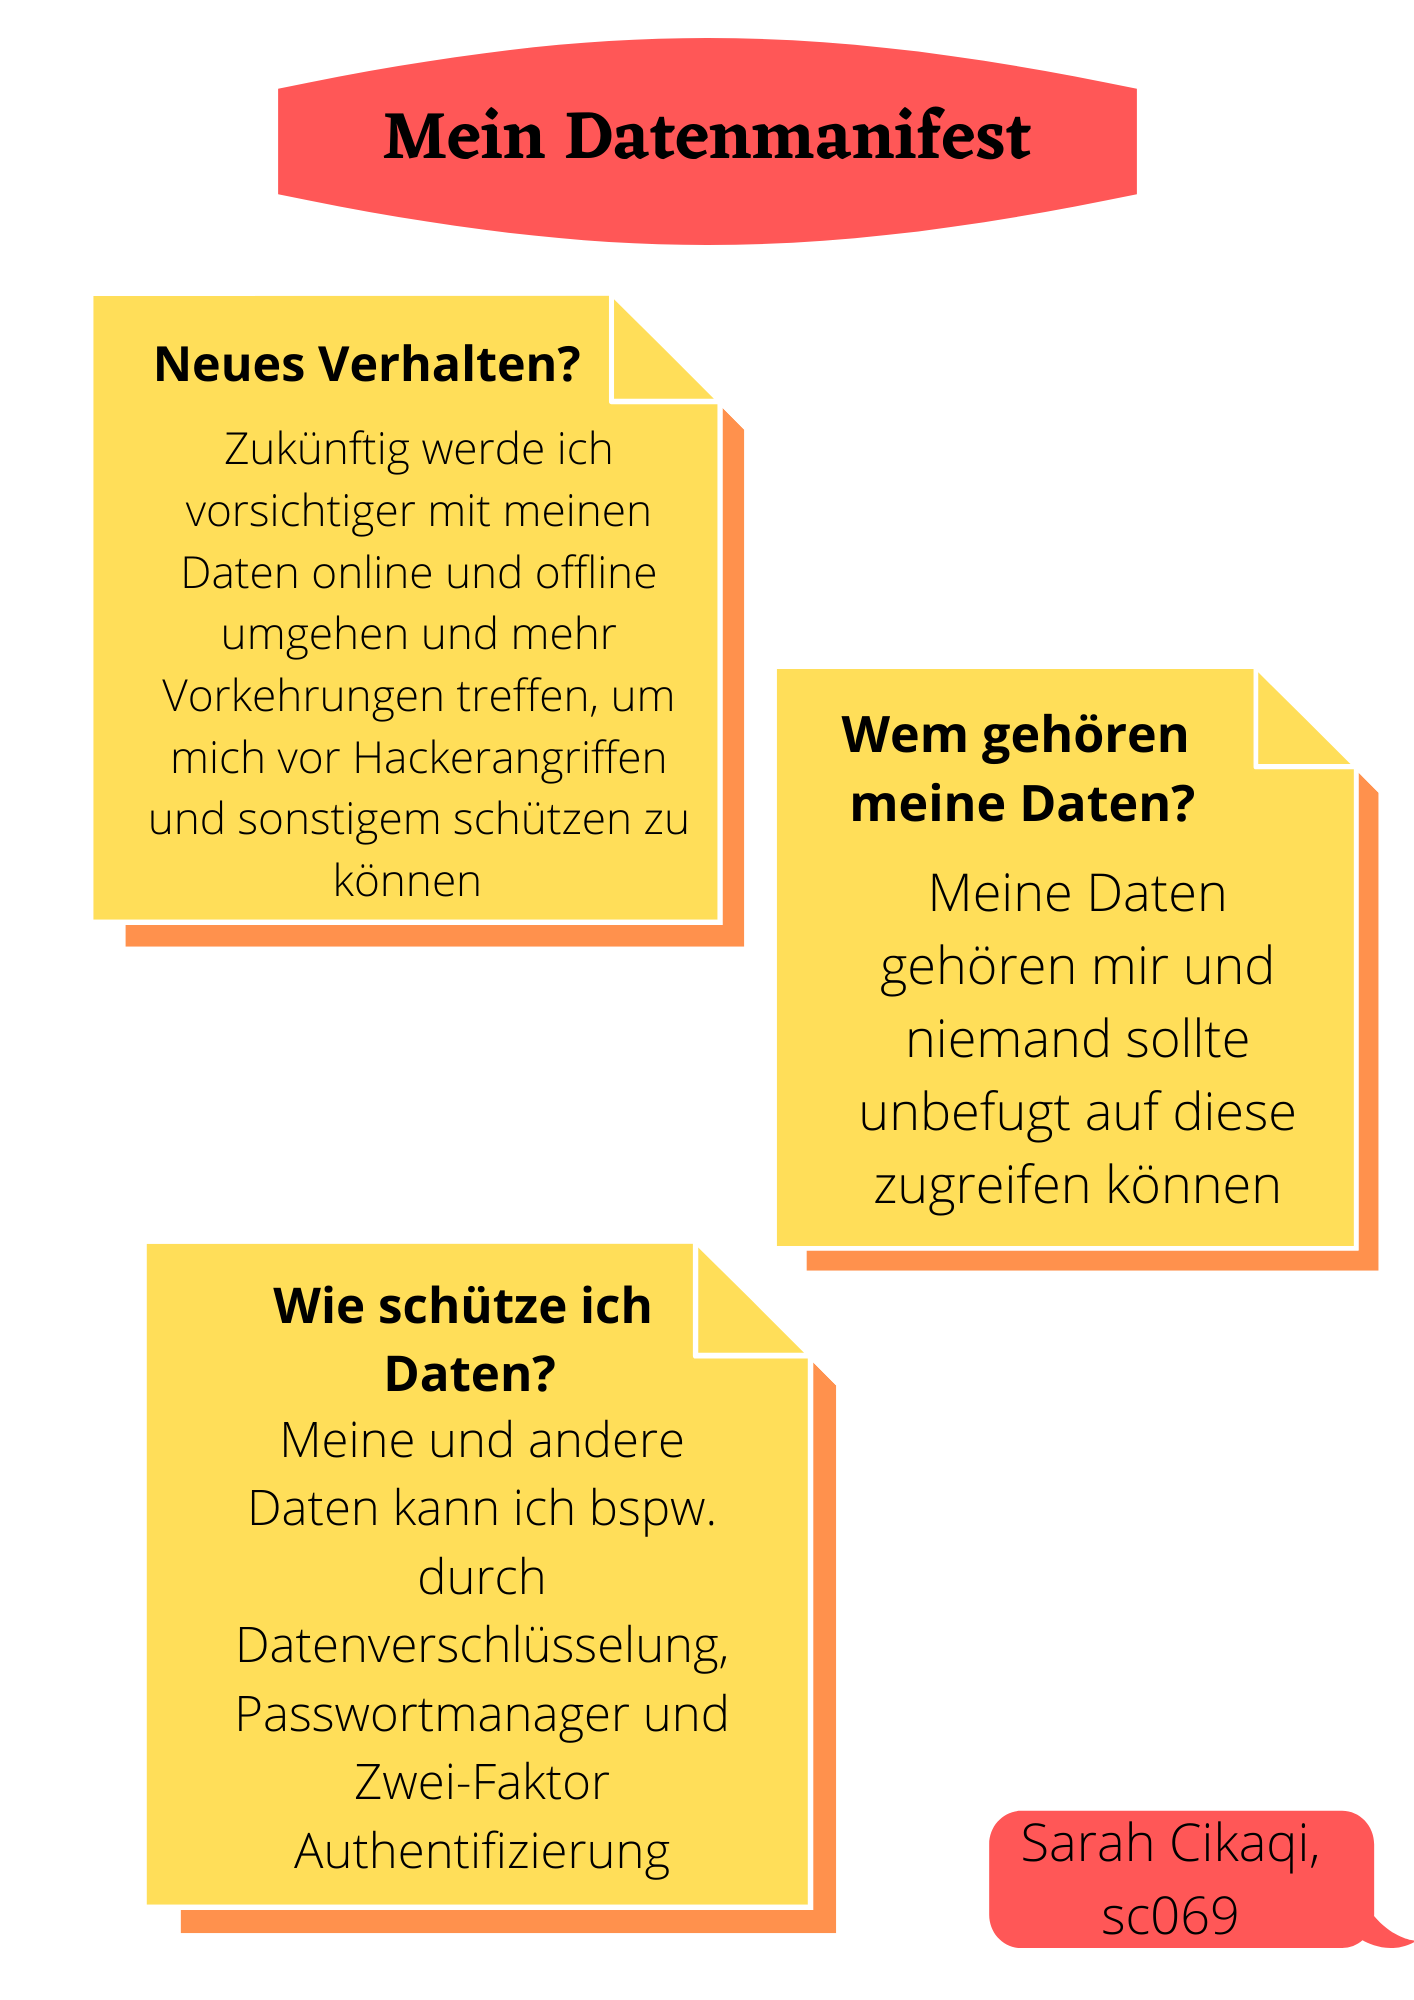 Mein Datenmanifest
Neues Verhalten?
Zukünftig werde ich
vorsichtiger mit meinen
Daten online und offline
umgehen und mehr
Vorkehrungen treffen, um
mich vor Hackerangriffen
und sonstigem schützen zu
können
Wem gehören
meine Daten?
Meine Daten
gehören mir und
niemand sollte
unbefugt auf diese
zugreifen können
Wie schütze ich
Daten?
Meine und andere
Daten kann ich bspw.
durch
Datenverschlüsselung,
Passwortmanager und
Zwei-Faktor
Authentifizierung
Sarah Cikaqi,
sc069